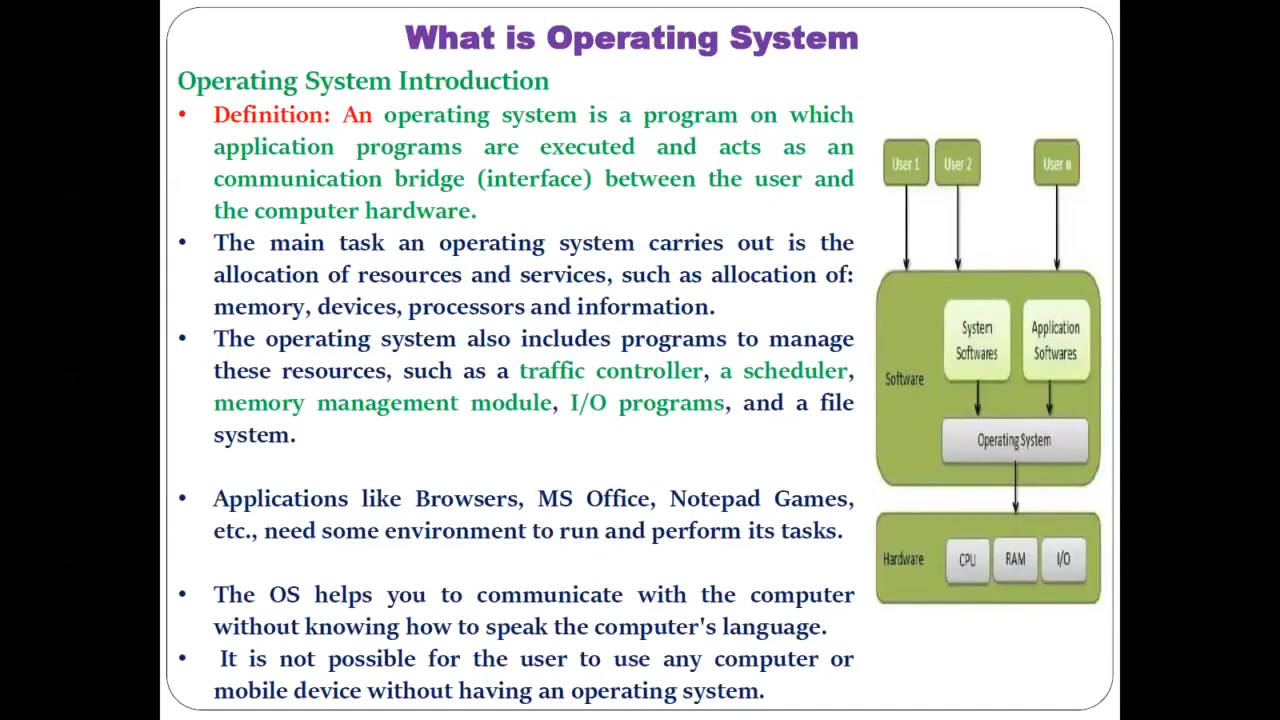 What is Operating System
Operating System Introduction
• Definition: An operating system is a program on which
application programs are executed and acts as an
communication bridge (interface) between the user and
the computer hardware.
• The main task an operating system carries out is the
allocation of resources and services, such as allocation of:
memory, devices, processors and information.
• The operating system also includes programs to manage
these resources, such as a traffic controller, a scheduler,
memory management module, I/O programs, and a file
system.
• Applications like Browsers, MS Office, Notepad Games,
etc., need some environment to run and perform its tasks.
• The OS helps you to communicate with the computer
without knowing how to speak the computer's language.
• It is not possible for the user to use any computer or
mobile device without having an operating system.
User 1 User 2 User n
System
Softwares
Application
Softwares
Software
Operating System
Hardware CPU RAM I/O